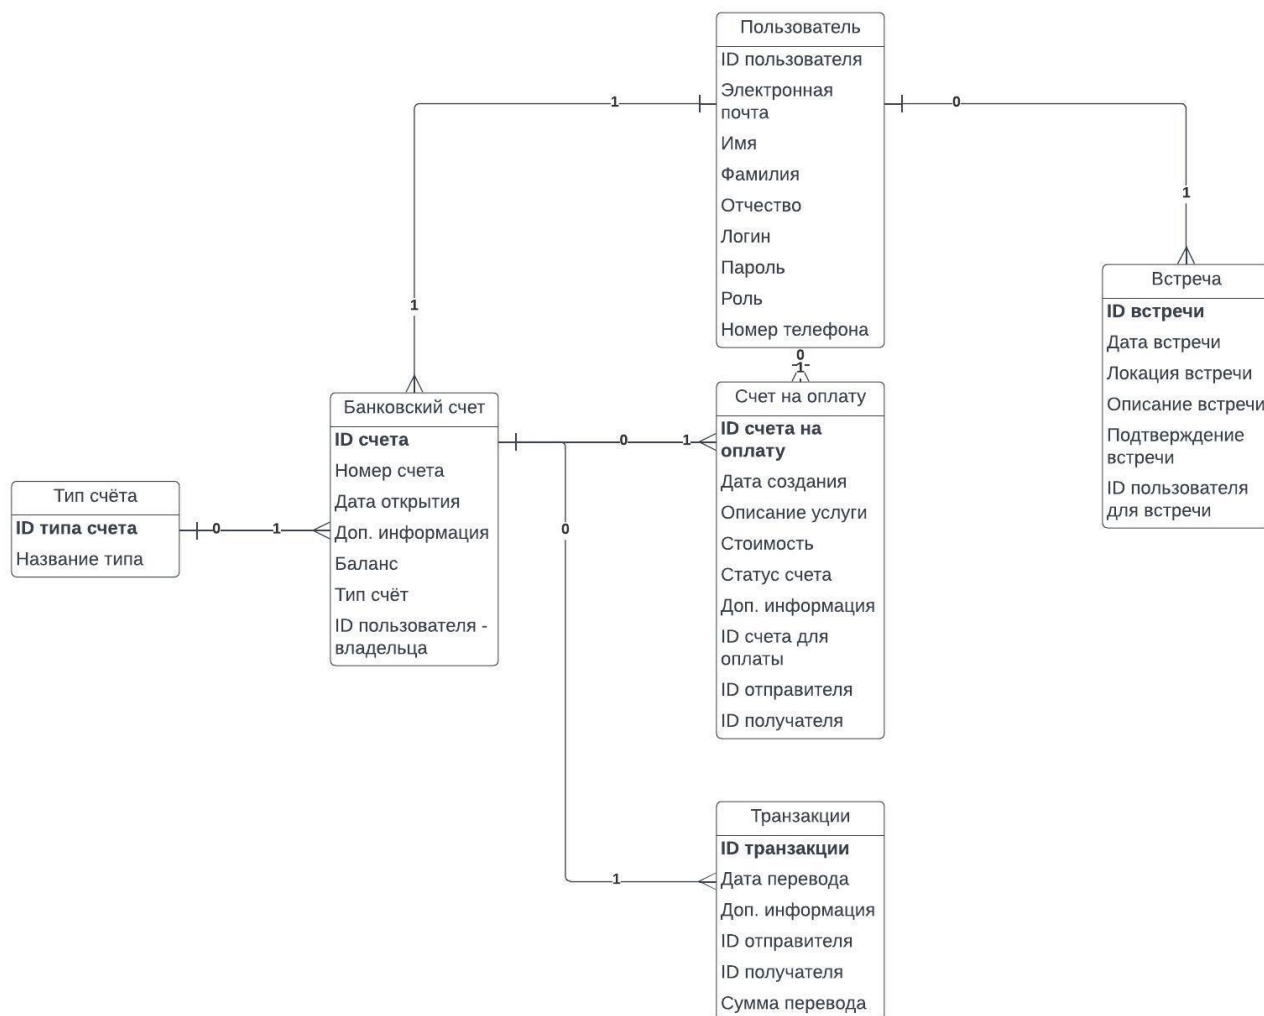 Пользователь
ID пользователя
Электронная
почта
Имя
Фамилия
Отчество
Логин
Пароль
Роль
Номер телефона
1
1
0
1
Встреча
ID встречи
Дата встречи
Локация встречи
Описание встречи
Подтверждение
встречи
ID пользователя
для встречи
0
1
Счет на оплату
ID счета на
оплату
Дата создания
Описание услуги
Стоимость
Статус счета
Доп. информация
ID счета для
оплаты
ID отправителя
ID получателя
Банковский счет
ID счета
Номер счета
Дата открытия
Доп. информация
Баланс
Тип счёт
ID пользователя -
владельца
0
1
0
1
Тип счёта
ID типа счета
Название типа
0
1
Транзакции
ID транзакции
Дата перевода
Доп. информация
ID отправителя
ID получателя
Сумма перевода